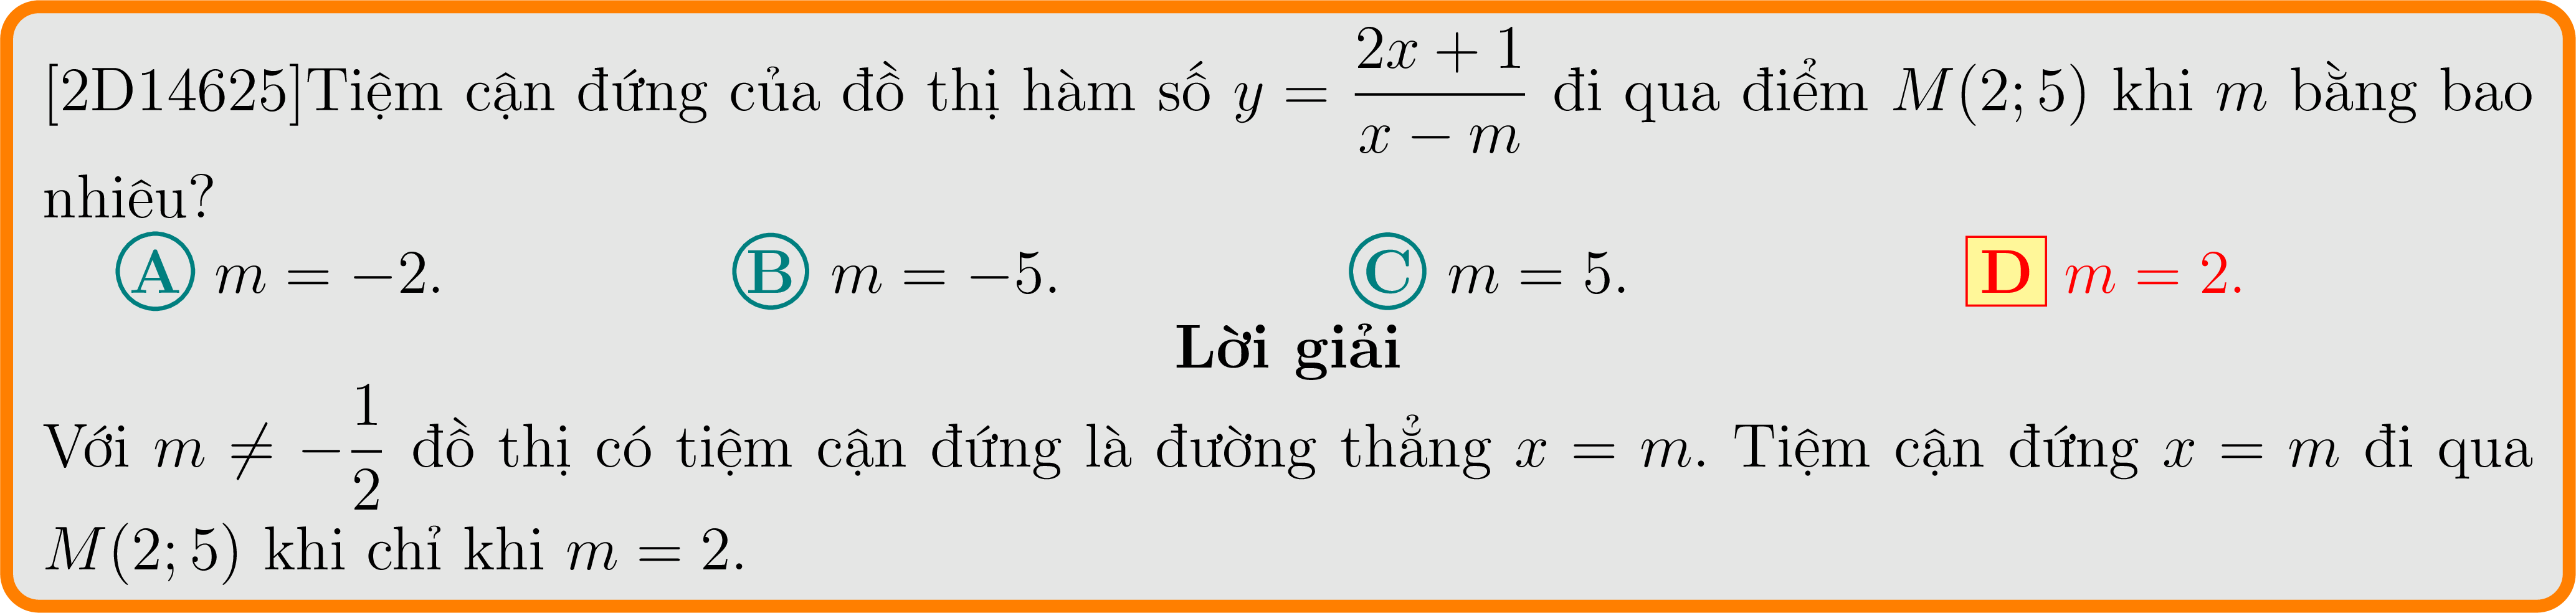 [2D14625]Tiệm cận đứng của đồ thị hàm số y = \frac{2x + 1}{x − m} đi qua điểm M(2; 5) khi m bằng bao
nhiêu?
A m = −2. B m = −5. C m = 5. D m = 2.
Lời giải
Với m ≠ −\frac{1}{2} đồ thị có tiệm cận đứng là đường thẳng x = m. Tiệm cận đứng x = m đi qua
M(2; 5) khi chỉ khi m = 2.